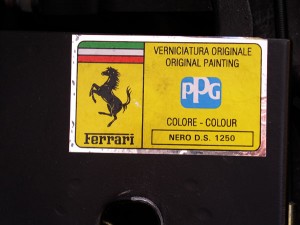 VERNICIATURA ORIGINALE
ORIGINAL PAINTING
PPG
COLORE - COLOUR
Ferrari
NERO D.S. 1250